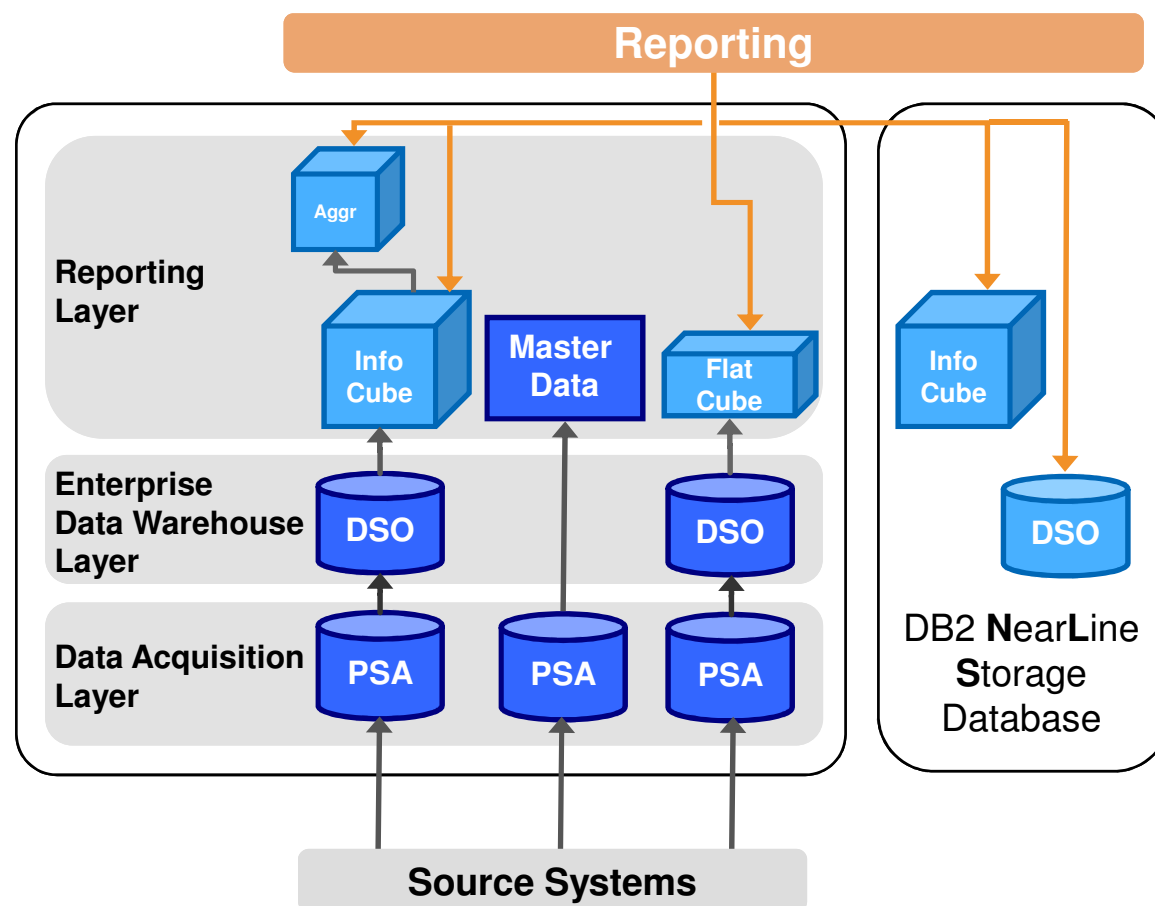 Reporting
Aggr
Reporting
Layer
Info
Cube
Master
Data
Flat
Cube
Info
Cube
Enterprise
Data Warehouse
Layer
DSO
DSO
DSO
Data Acquisition
Layer
PSA
PSA
PSA
DB2 NearLine
Storage
Database
Source Systems